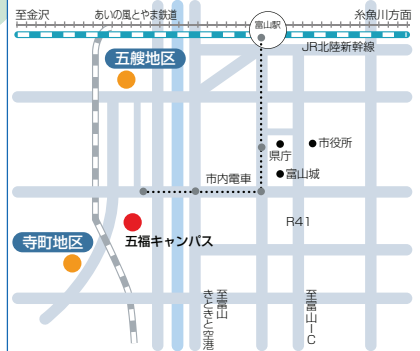 至金沢
あいの風とやま鉄道
富山駅
糸魚川方面
JR北陸新幹線
五艘地区
市役所
県庁
富山城
市内電車
五福キャンパス
R41
寺町地区
至富山
きときと空港
至富山IC